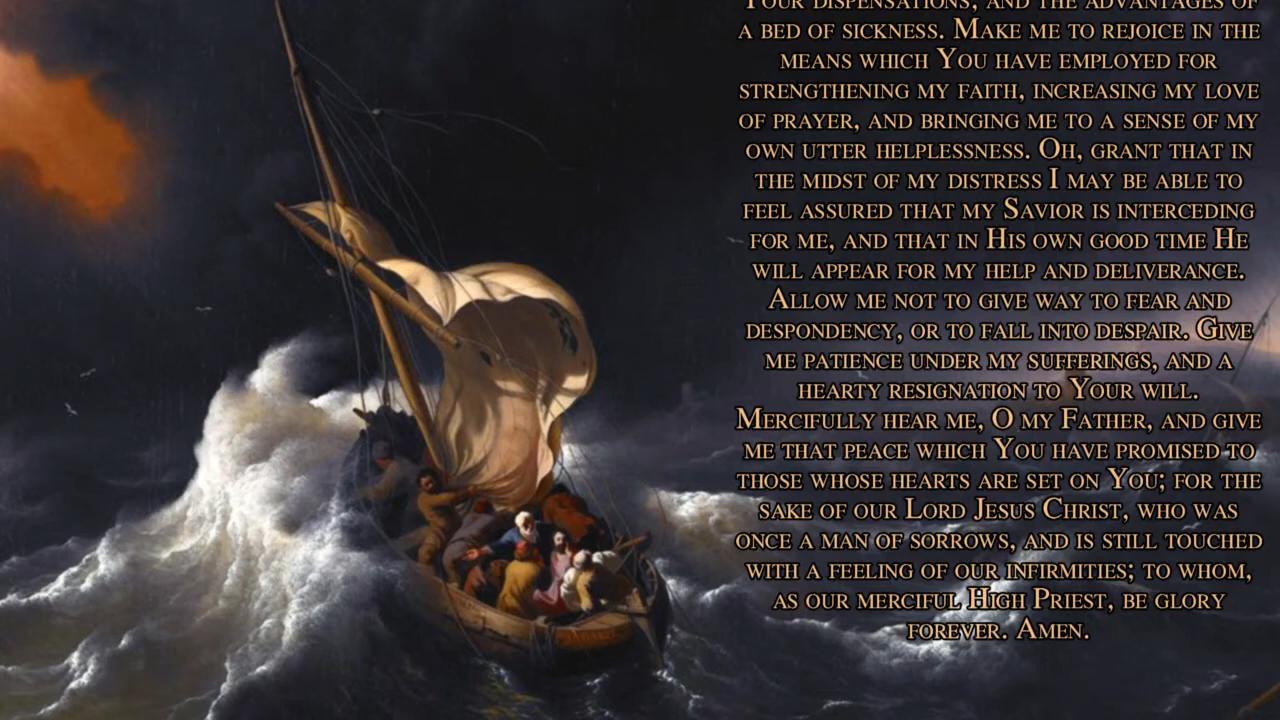 Your dispensations, and the advantages of
a bed of sickness. Make me to rejoice in the
means which You have employed for
strengthening my faith, increasing my love
of prayer, and bringing me to a sense of my
own utter helplessness. Oh, grant that in
the midst of my distress I may be able to
feel assured that my Savior is interceding
for me, and that in His own good time He
will appear for my help and deliverance.
Allow me not to give way to fear and
despondency, or to fall into despair. Give
me patience under my sufferings, and a
hearty resignation to Your will.
Mercifully hear me, O my Father, and give
me that peace which You have promised to
those whose hearts are set on You; for the
sake of our Lord Jesus Christ, who was
once a man of sorrows, and is still touched
with a feeling of our infirmities; to whom,
as our merciful High Priest, be glory
forever. Amen.